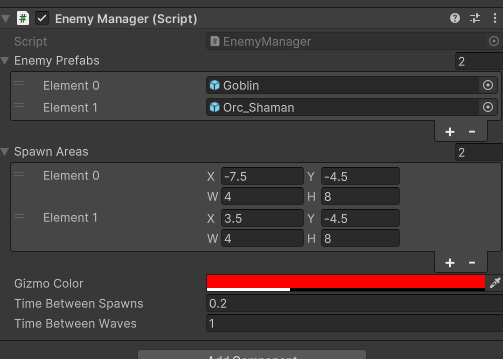 Enemy Manager (Script)
Script EnemyManager
Enemy Prefabs 2
Element 0 Goblin
Element 1 Orc_Shaman
+ -
Spawn Areas 2
Element 0 X -7.5 Y -4.5
W 4 H 8
Element 1 X 3.5 Y -4.5
W 4 H 8
+ -
Gizmo Color
Time Between Spawns 0.2
Time Between Waves 1
Add Component